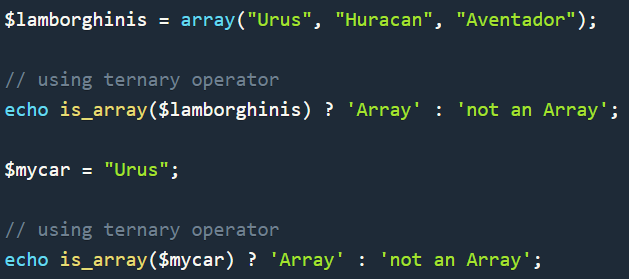 $lamborghinis = array("Urus", "Huracan", "Aventador");
// using ternary operator
echo is_array($lamborghinis) ? 'Array' : 'not an Array';
$mycar = "Urus";
// using ternary operator
echo is_array($mycar) ? 'Array' : 'not an Array';